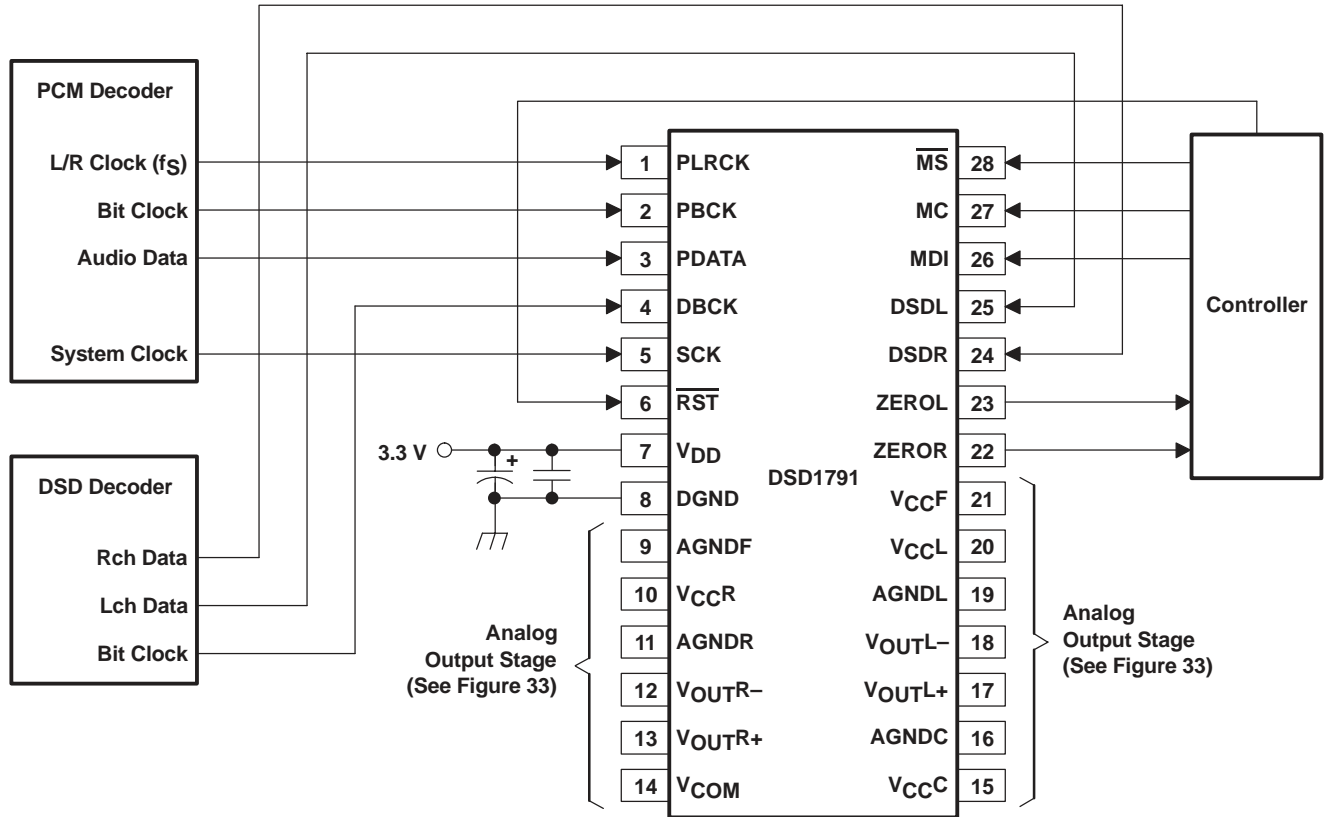 PCM Decoder
L/R Clock (fS)
Bit Clock
Audio Data
System Clock
DSD Decoder
Rch Data
Lch Data
Bit Clock
3.3 V
+
Analog
Output Stage
(See Figure 33)
1 PLRCK
2 PBCK
3 PDATA
4 DBCK
5 SCK
6 RST
7 VDD
8 DGND
9 AGNDF
10 VCCR
11 AGNDR
12 VOUTR–
13 VOUTR+
14 VCOM
DSD1791
MS 28
MC 27
MDI 26
DSDL 25
DSDR 24
ZEROL 23
ZEROR 22
VCCF 21
VCCL 20
AGNDL 19
VOUTL– 18
VOUTL+ 17
AGNDC 16
VCCC 15
Controller
Analog
Output Stage
(See Figure 33)